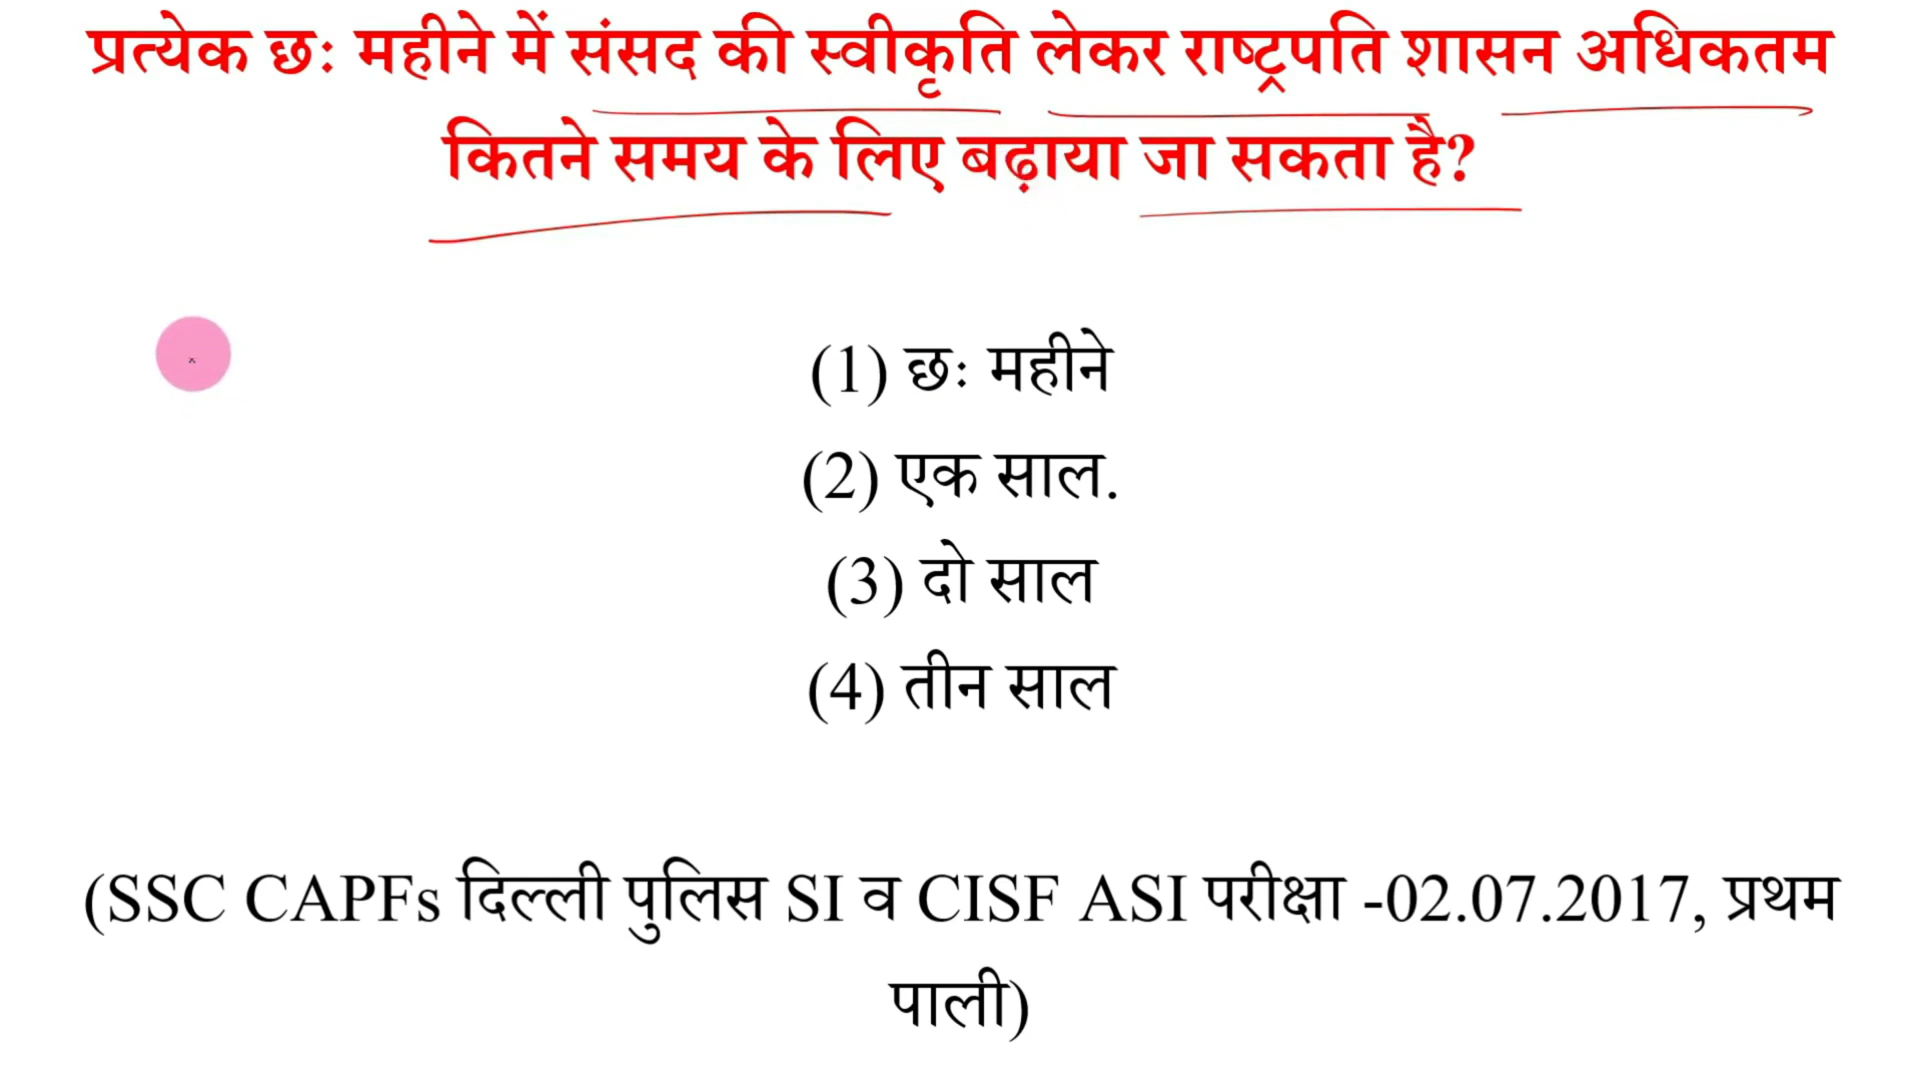 प्रत्येक छः महीने में संसद की स्वीकृति लेकर राष्ट्रपति शासन अधिकतम
कितने समय के लिए बढ़ाया जा सकता है?
(1) छः महीने
(2) एक साल.
(3) दो साल
(4) तीन साल
(SSC CAPFs दिल्ली पुलिस SI व CISF ASI परीक्षा -02.07.2017, प्रथम
पाली)